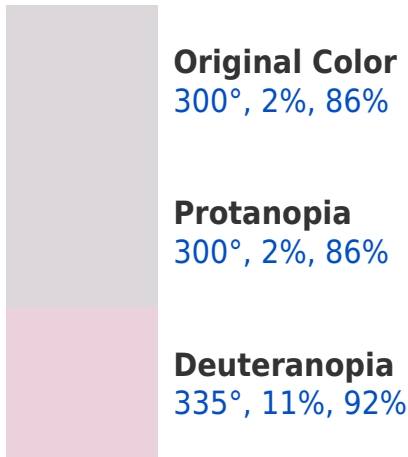 Original Color
300°, 2%, 86%
Protanopia
300°, 2%, 86%
Deuteranopia
335°, 11%, 92%